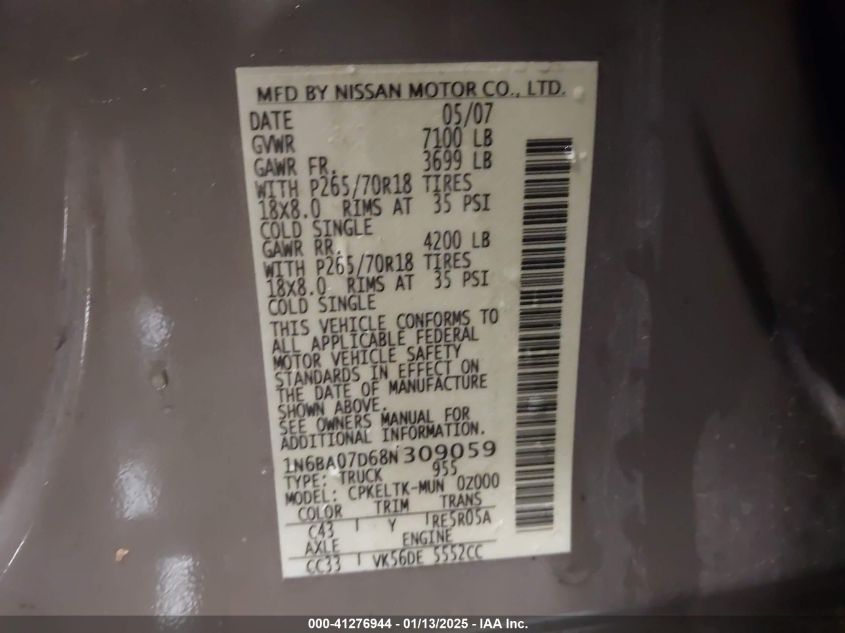 MFD BY NISSAN MOTOR CO., LTD.
DATE 05/07
GVWR 7100 LB
GAWR FR. 3699 LB
WITH P265/70R18 TIRES
18X8.0 RIMS AT 35 PSI
COLD SINGLE
GAWR RR. 4200 LB
WITH P265/70R18 TIRES
18X8.0 RIMS AT 35 PSI
COLD SINGLE
THIS VEHICLE CONFORMS TO
ALL APPLICABLE FEDERAL
MOTOR VEHICLE SAFETY
STANDARDS IN EFFECT ON
THE DATE OF MANUFACTURE
SHOWN ABOVE.
SEE OWNERS MANUAL FOR
ADDITIONAL INFORMATION.
1N6BA07D68N309059
TYPE: TRUCK 955
MODEL: CPKELTK-MUN 0Z000
COLOR TRIM TRANS
C43 Y RE5R05A
AXLE ENGINE
CC33 VK56DE 5552CC
000-41276944 - 01/13/2025 - IAA Inc.